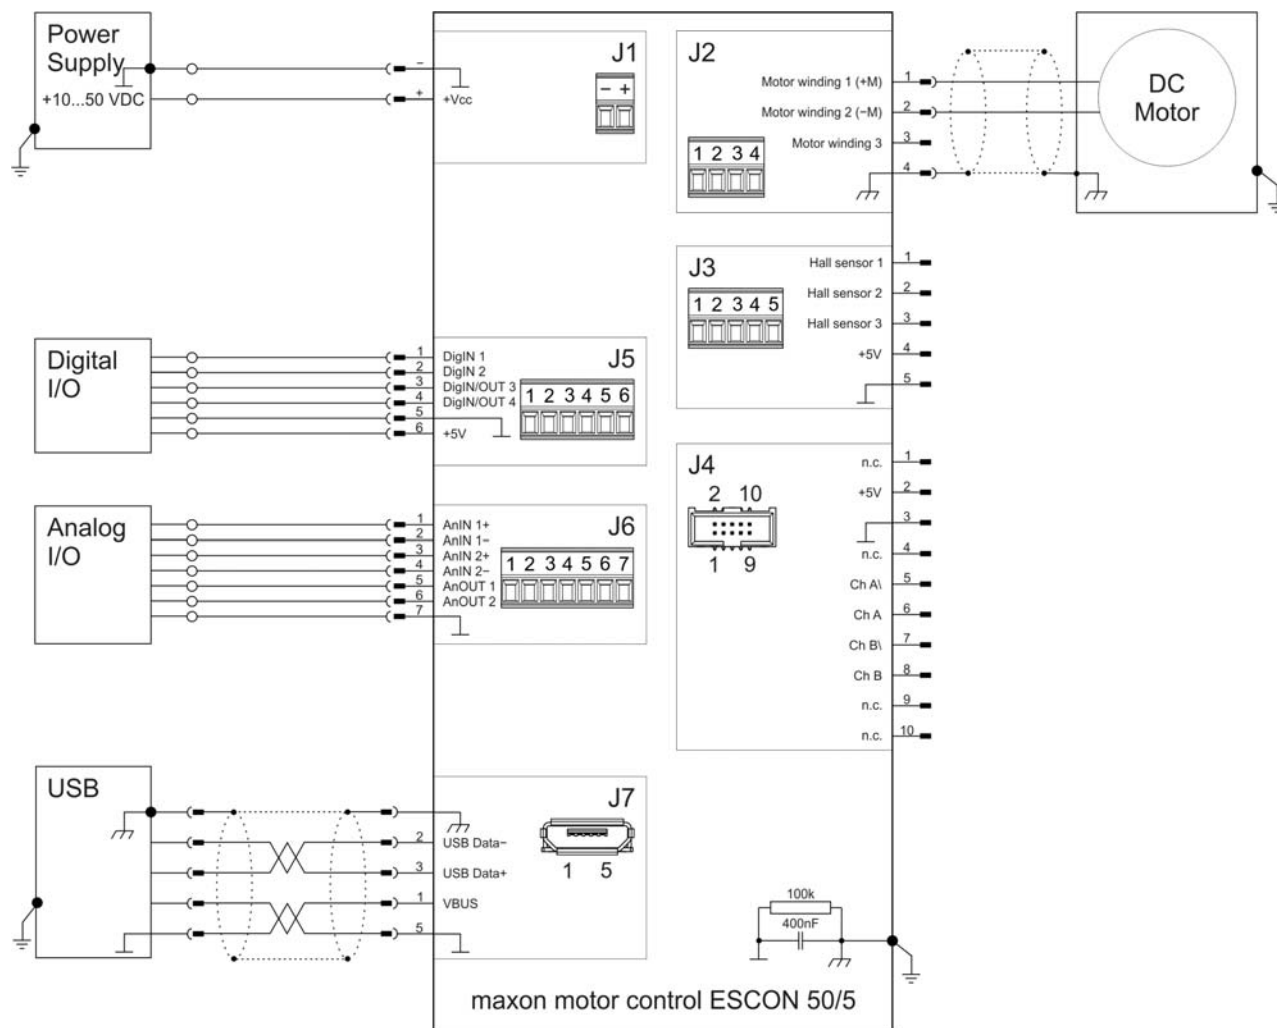 Power
Supply
+10...50 VDC
−
+
+Vcc
J1
− +
J2
Motor winding 1 (+M)
1
Motor winding 2 (−M)
2
Motor winding 3
3
4
1 2 3 4
DC
Motor
J3
1 2 3 4 5
Hall sensor 1
1
Hall sensor 2
2
Hall sensor 3
3
+5V
4
5
Digital
I/O
1
DigIN 1
2
DigIN 2
3
DigIN/OUT 3
4
DigIN/OUT 4
5
6
+5V
J5
1 2 3 4 5 6
J4
2 10
1 9
n.c.
1
+5V
2
3
n.c.
4
Ch A\
5
Ch A
6
Ch B\
7
Ch B
8
n.c.
9
n.c.
10
Analog
I/O
1
AnIN 1+
2
AnIN 1−
3
AnIN 2+
4
AnIN 2−
5
AnOUT 1
6
AnOUT 2
7
J6
1 2 3 4 5 6 7
USB
2
USB Data−
3
USB Data+
1
VBUS
5
J7
1 5
100k
400nF
maxon motor control ESCON 50/5